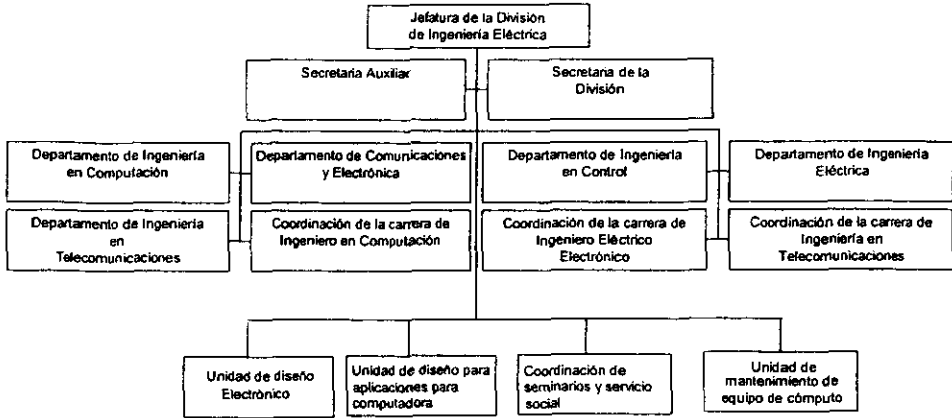 Jefatura de la División
de Ingeniería Eléctrica
Secretaria Auxiliar
Secretaria de la
División
Departamento de Ingeniería
en Computación
Departamento de Comunicaciones
y Electrónica
Departamento de Ingeniería
en Control
Departamento de Ingeniería
Eléctrica
Departamento de Ingeniería
en
Telecomunicaciones
Coordinación de la carrera de
Ingeniero en Computación
Coordinación de la carrera de
Ingeniero Eléctrico
Electrónico
Coordinación de la carrera de
Ingeniería en
Telecomunicaciones
Unidad de diseño
Electrónico
Unidad de diseño para
aplicaciones para
computadora
Coordinación de
seminarios y servicio
social
Unidad de
mantenimiento de
equipo de cómputo